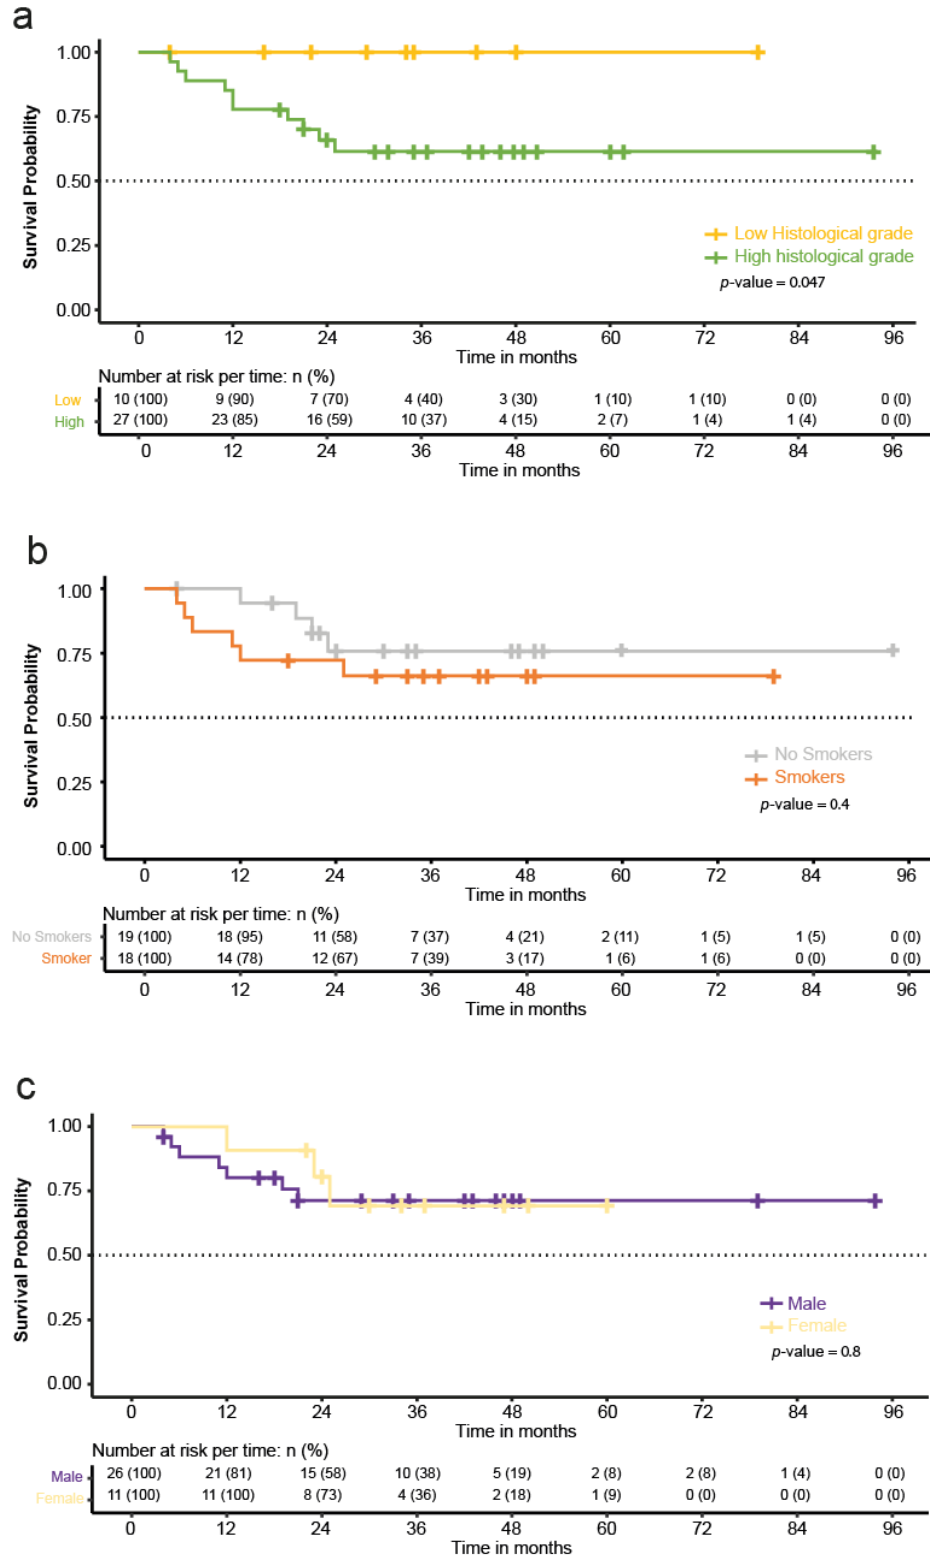 a
1.00
0.75
0.50
0.25
0.00
Survival Probability
Low Histological grade
High histological grade
p-value = 0.047
0 12 24 36 48 60 72 84 96
Time in months
Number at risk per time: n (%)
Low 10 (100) 9 (90) 7 (70) 4 (40) 3 (30) 1 (10) 1 (10) 0 (0) 0 (0)
High 27 (100) 23 (85) 16 (59) 10 (37) 4 (15) 2 (7) 1 (4) 1 (4) 0 (0)
0 12 24 36 48 60 72 84 96
Time in months
b
1.00
0.75
0.50
0.25
0.00
Survival Probability
No Smokers
Smokers
p-value = 0.4
0 12 24 36 48 60 72 84 96
Time in months
Number at risk per time: n (%)
No Smokers 19 (100) 18 (95) 11 (58) 7 (37) 4 (21) 2 (11) 1 (5) 1 (5) 0 (0)
Smoker 18 (100) 14 (78) 12 (67) 7 (39) 3 (17) 1 (6) 1 (6) 0 (0) 0 (0)
0 12 24 36 48 60 72 84 96
Time in months
c
1.00
0.75
0.50
0.25
0.00
Survival Probability
Male
Female
p-value = 0.8
0 12 24 36 48 60 72 84 96
Time in months
Number at risk per time: n (%)
Male 26 (100) 21 (81) 15 (58) 10 (38) 5 (19) 2 (8) 2 (8) 1 (4) 0 (0)
Female 11 (100) 11 (100) 8 (73) 4 (36) 2 (18) 1 (9) 0 (0) 0 (0) 0 (0)
0 12 24 36 48 60 72 84 96
Time in months